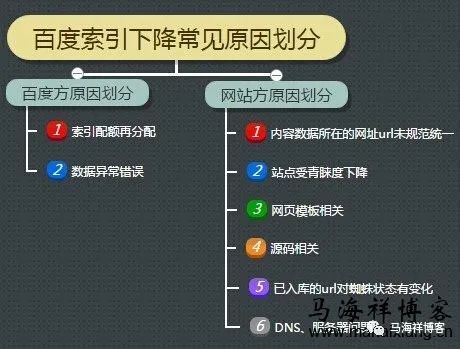 百度索引下降常见原因划分
百度方原因划分
1 索引配额再分配
2 数据异常错误
网站方原因划分
1 内容数据所在的网址url未规范统一
2 站点受青睐度下降
3 网页模板相关
4 源码相关
5 已入库的url对蜘蛛状态有变化
6 DNS、服务器问题
马海祥博客
马海祥博客
www.mahaixiang.cn